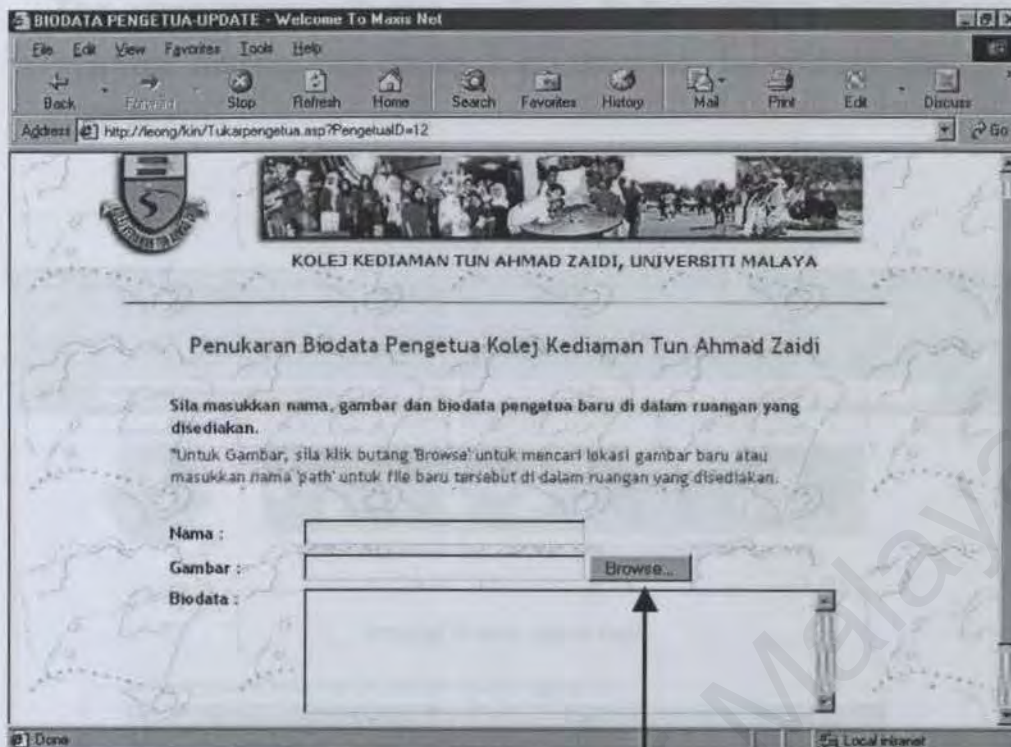 BIODATA PENGETUA-UPDATE - Welcome To Maxis Net
File Edit View Favorites Tools Help
Back Forward Stop Refresh Home Search Favorites History Mail Print Edit Discuss
Address http://leong/kin/Tukarpengetua.asp?PengetuaID=12 Go
KOLEJ KEDIAMAN TUN AHMAD ZAIDI, UNIVERSITI MALAYA
Penukaran Biodata Pengetua Kolej Kediaman Tun Ahmad Zaidi
Sila masukkan nama, gambar dan biodata pengetua baru di dalam ruangan yang
disediakan.
*Untuk Gambar, sila klik butang 'Browse' untuk mencari lokasi gambar baru atau
masukkan nama 'path' untuk file baru tersebut di dalam ruangan yang disediakan.
Nama :
Gambar : Browse...
Biodata :
Done Local intranet
Malaya